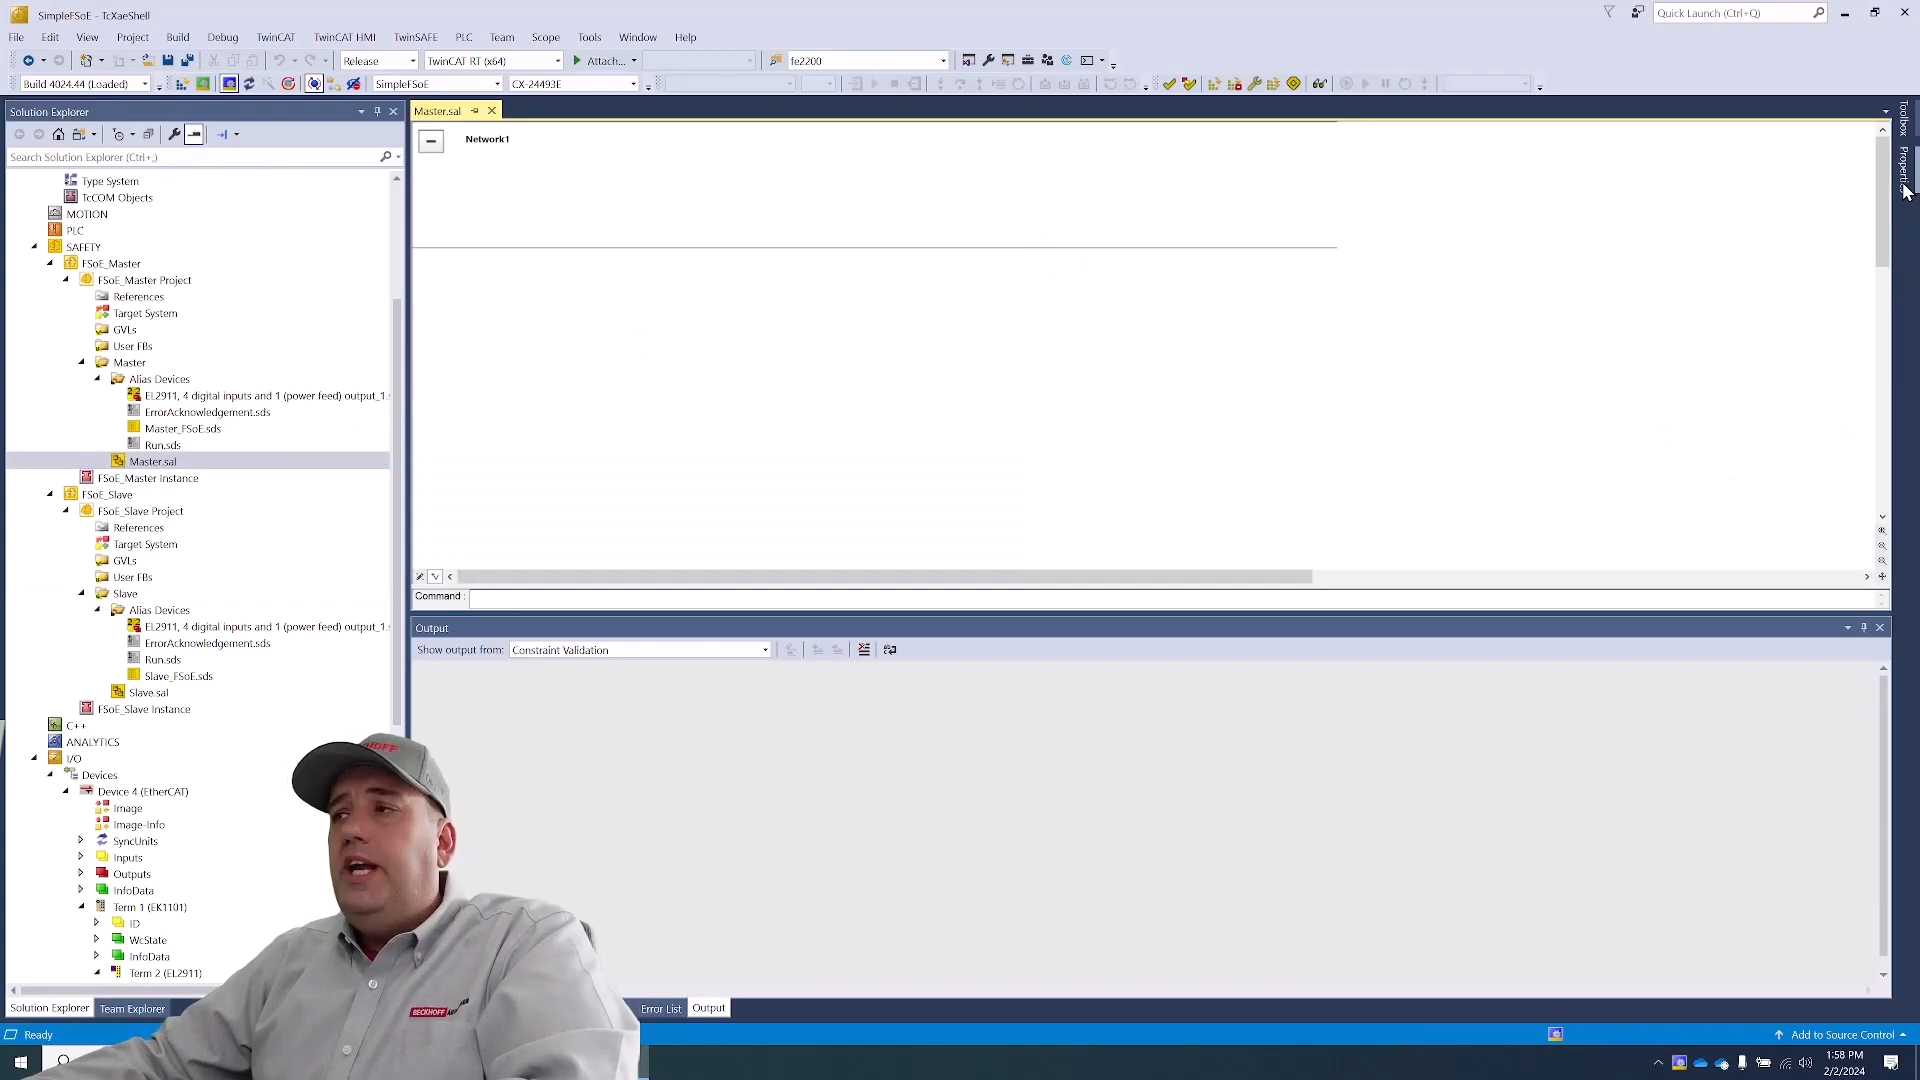 SimpleFSoE - TcXaeShell
Quick Launch (Ctrl+Q)
File Edit View Project Build Debug TwinCAT TwinCAT HMI TwinSAFE PLC Team Scope Tools Window Help
Release TwinCAT RT (x64) Attach... fe2200
Build 4024.44 (Loaded) SimpleFSoE CX-24493E
Solution Explorer
Master.sal
Toolbox
Properties
Search Solution Explorer (Ctrl+;)
Network1
Type System
TcCOM Objects
MOTION
PLC
SAFETY
FSoE_Master
FSoE_Master Project
References
Target System
GVLs
User FBs
Master
Alias Devices
EL2911, 4 digital inputs and 1 (power feed) output_1.s
ErrorAcknowledgement.sds
Master_FSoE.sds
Run.sds
Master.sal
FSoE_Master Instance
FSoE_Slave
FSoE_Slave Project
References
Target System
GVLs
User FBs
Slave
Alias Devices
EL2911, 4 digital inputs and 1 (power feed) output_1.s
ErrorAcknowledgement.sds
Run.sds
Slave_FSoE.sds
Slave.sal
FSoE_Slave Instance
C++
ANALYTICS
I/O
Devices
Device 4 (EtherCAT)
Image
Image-Info
SyncUnits
Inputs
Outputs
InfoData
Term 1 (EK1101)
ID
WcState
InfoData
Term 2 (EL2911)
Command :
Output
Show output from: Constraint Validation
BECKHOFF
Solution Explorer Team Explorer
Error List Output
Ready
Add to Source Control
1:58 PM
2/2/2024